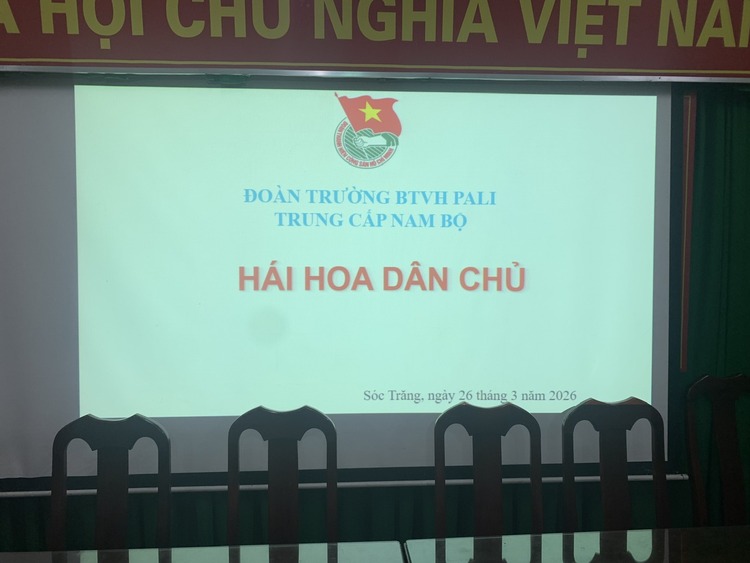 HỘI CHỦ NGHĨA VIỆT
ĐOÀN TRƯỜNG BTVH PALI
TRUNG CẤP NAM BỘ
HÁI HOA DÂN CHỦ
Sóc Trăng, ngày 26 tháng 3 năm 2026